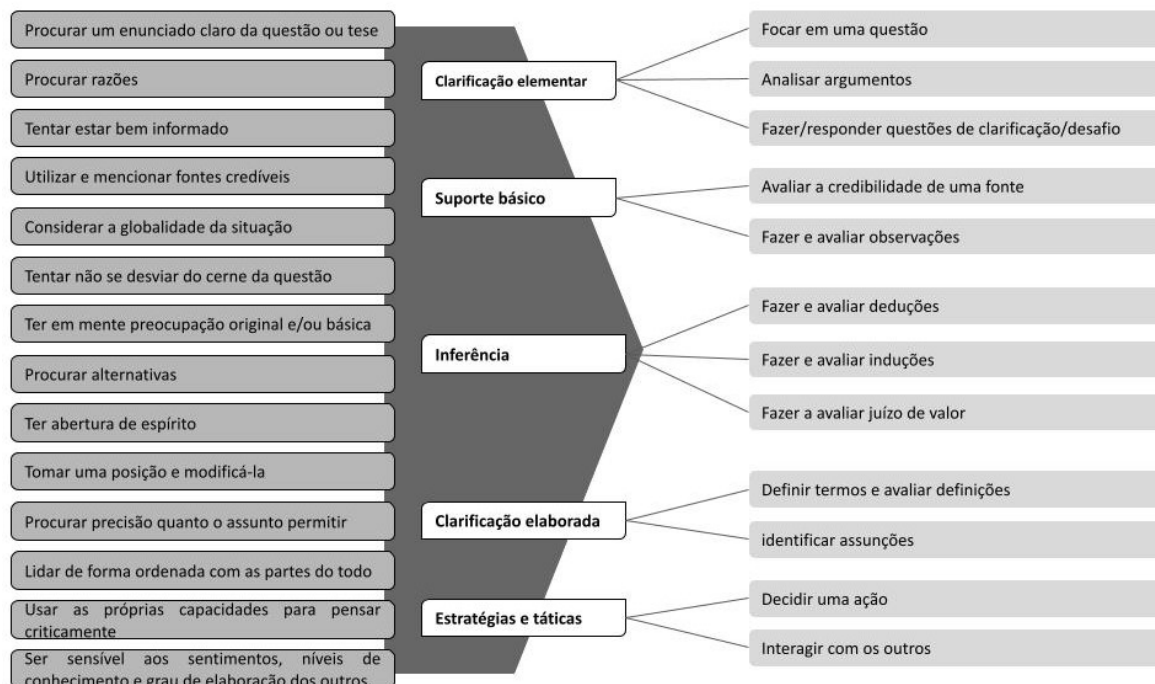 Procurar um enunciado claro da questão ou tese
Procurar razões
Tentar estar bem informado
Utilizar e mencionar fontes credíveis
Considerar a globalidade da situação
Tentar não se desviar do cerne da questão
Ter em mente preocupação original e/ou básica
Procurar alternativas
Ter abertura de espírito
Tomar uma posição e modificá-la
Procurar precisão quanto o assunto permitir
Lidar de forma ordenada com as partes do todo
Usar as próprias capacidades para pensar
criticamente
Ser sensível aos sentimentos, níveis de
conhecimento e grau de elaboração dos outros
Clarificação elementar
Focar em uma questão
Analisar argumentos
Fazer/responder questões de clarificação/desafio
Suporte básico
Avaliar a credibilidade de uma fonte
Fazer e avaliar observações
Inferência
Fazer e avaliar deduções
Fazer e avaliar induções
Fazer a avaliar juízo de valor
Clarificação elaborada
Definir termos e avaliar definições
identificar assunções
Estratégias e táticas
Decidir uma ação
Interagir com os outros